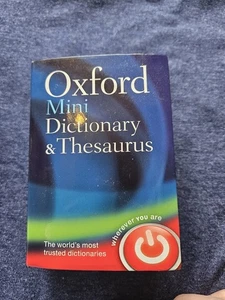 Oxford
Mini
Dictionary
& Thesaurus
wherever you are
The world's most
trusted dictionaries